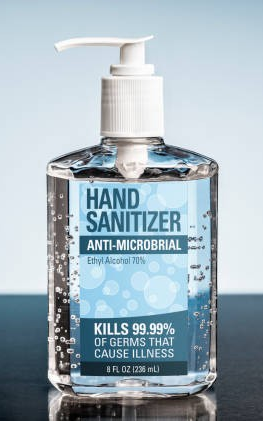 HAND
SANITIZER
ANTI-MICROBRIAL
Ethyl Alcohol 70%
KILLS 99.99%
OF GERMS THAT
CAUSE ILLNESS
8 FL OZ (236 mL)